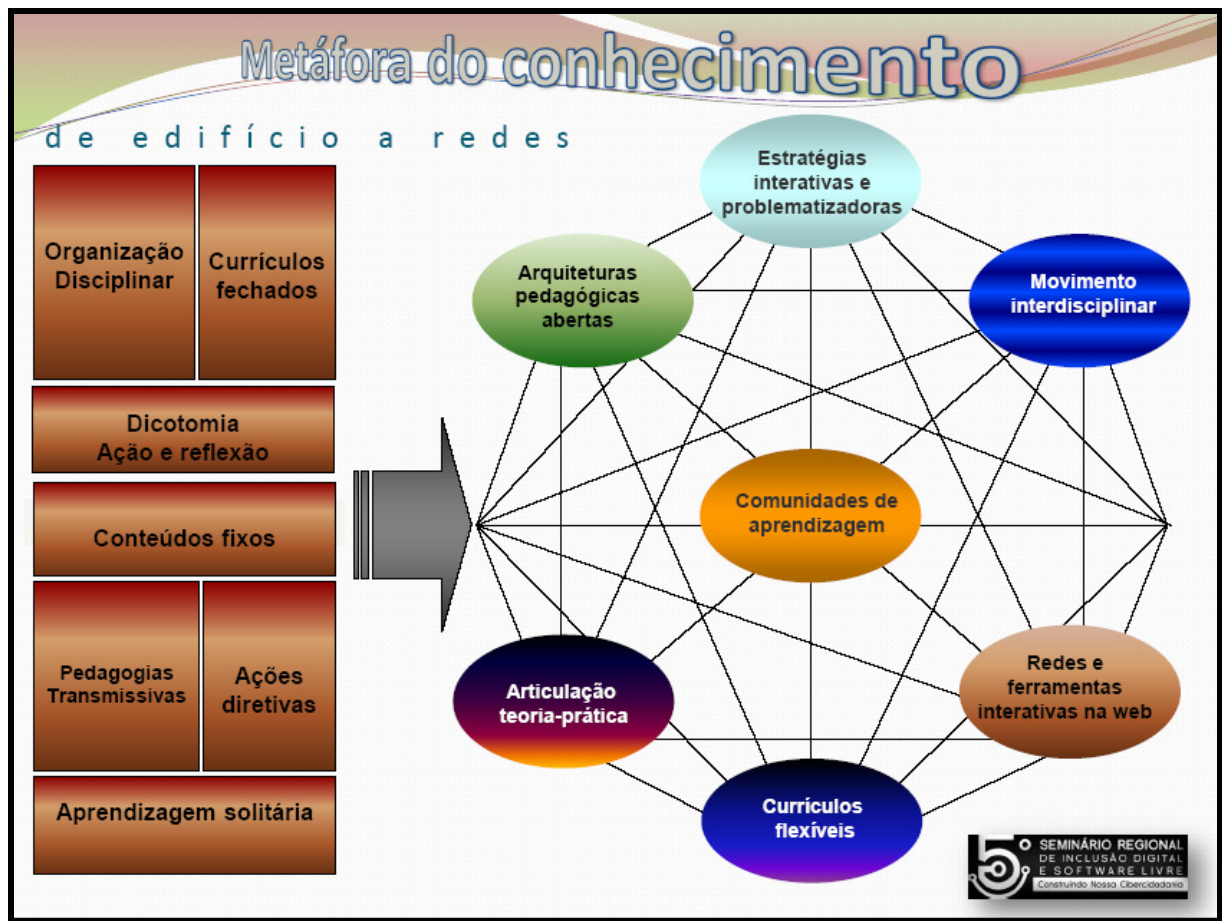 Metáfora do conhecimento
de edifício a redes
Organização
Disciplinar
Currículos
fechados
Dicotomia
Ação e reflexão
Conteúdos fixos
Pedagogias
Transmissivas
Ações
diretivas
Aprendizagem solitária
Estratégias
interativas e
problematizadoras
Arquiteturas
pedagógicas
abertas
Movimento
interdisciplinar
Comunidades de
aprendizagem
Articulação
teoria-prática
Redes e
ferramentas
interativas na web
Currículos
flexíveis
5º
SEMINÁRIO REGIONAL
DE INCLUSÃO DIGITAL
E SOFTWARE LIVRE
Construindo Nossa Cibercidadania